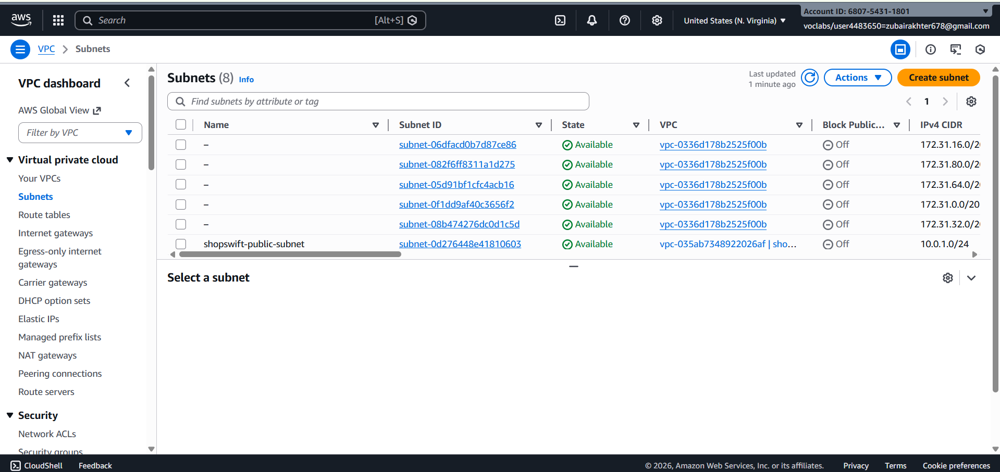 aws
Search [Alt+S]
United States (N. Virginia)
Account ID: 6807-5431-1801
voclabs/user4483650=zubairakhter678@gmail.com
VPC Subnets
VPC dashboard
AWS Global View
Filter by VPC
Virtual private cloud
Your VPCs
Subnets
Route tables
Internet gateways
Egress-only internet
gateways
Carrier gateways
DHCP option sets
Elastic IPs
Managed prefix lists
NAT gateways
Peering connections
Route servers
Security
Network ACLs
Security groups
Subnets (8) Info
Last updated
1 minute ago
Actions
Create subnet
Find subnets by attribute or tag
1
Name Subnet ID State VPC Block Public... IPv4 CIDR
– subnet-06dfacd0b7d87ce86 Available vpc-0336d178b2525f00b Off 172.31.16.0/20
– subnet-082f6ff8311a1d275 Available vpc-0336d178b2525f00b Off 172.31.80.0/20
– subnet-05d91bf1cfc4acb16 Available vpc-0336d178b2525f00b Off 172.31.64.0/20
– subnet-0f1dd9af40c3656f2 Available vpc-0336d178b2525f00b Off 172.31.0.0/20
– subnet-08b474276dc0d1c5d Available vpc-0336d178b2525f00b Off 172.31.32.0/20
shopswift-public-subnet subnet-0d276448e41810603 Available vpc-035ab7348922026af | sho... Off 10.0.1.0/24
Select a subnet
CloudShell Feedback © 2026, Amazon Web Services, Inc. or its affiliates. Privacy Terms Cookie preferences